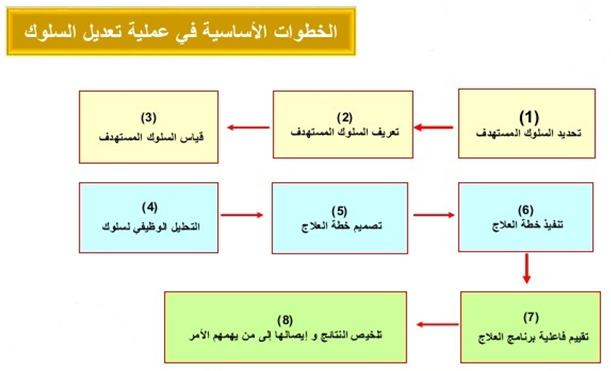 الخطوات الأساسية في عملية تعديل السلوك
(1)
تحديد السلوك المستهدف
(2)
تعريف السلوك المستهدف
(3)
قياس السلوك المستهدف
(4)
التحليل الوظيفي لسلوك
(5)
تصميم خطة العلاج
(6)
تنفيذ خطة العلاج
(7)
تقييم فاعلية برنامج العلاج
(8)
تلخيص النتائج و إيصالها إلى من يهمهم الأمر